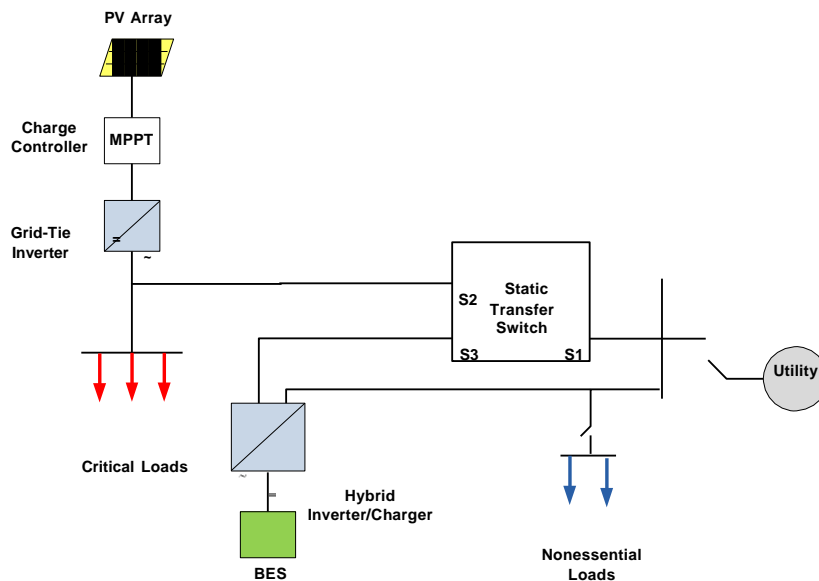 PV Array
Charge
Controller
MPPT
Grid-Tie
Inverter
=
~
S2
Static
Transfer
Switch
S3
S1
Utility
Critical Loads
~
=
Hybrid
Inverter/Charger
BES
Nonessential
Loads